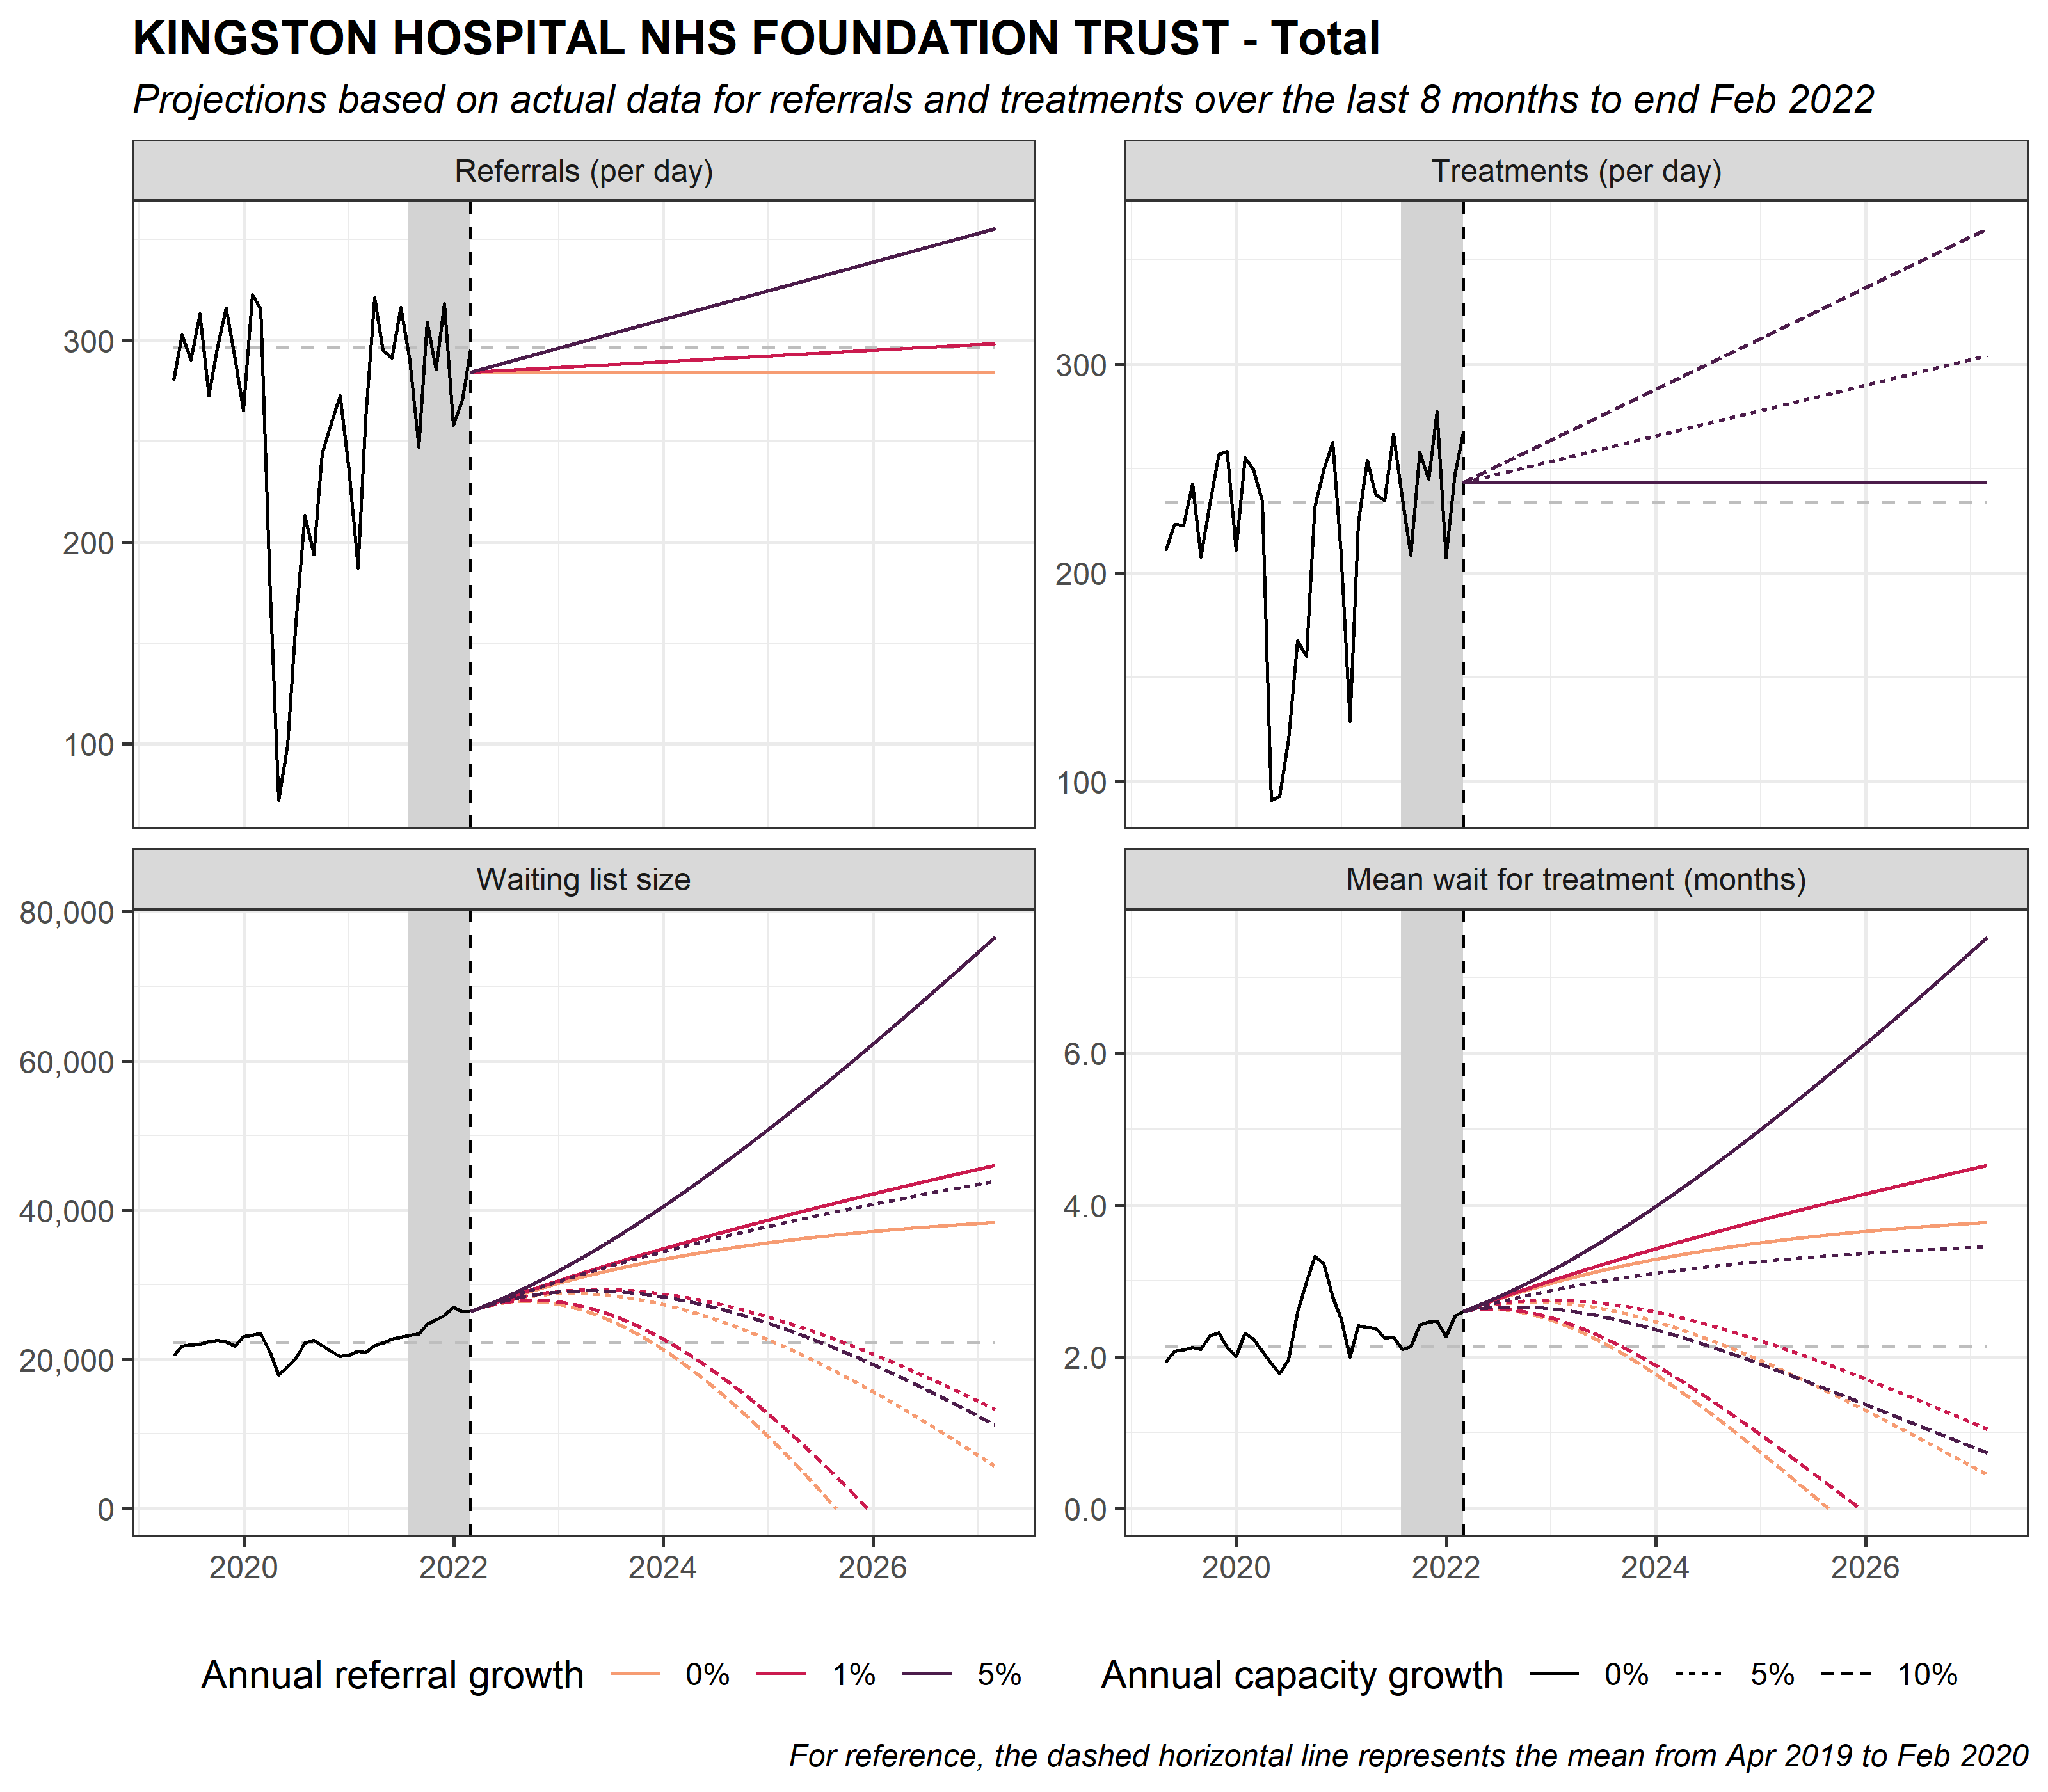 KINGSTON HOSPITAL NHS FOUNDATION TRUST - Total
Projections based on actual data for referrals and treatments over the last 8 months to end Feb 2022
Referrals (per day)
300
200
100
Treatments (per day)
300
200
100
Waiting list size
80,000
60,000
40,000
20,000
0
2020 2022 2024 2026
Mean wait for treatment (months)
6.0
4.0
2.0
0.0
2020 2022 2024 2026
Annual referral growth 0% 1% 5%
Annual capacity growth 0% 5% 10%
For reference, the dashed horizontal line represents the mean from Apr 2019 to Feb 2020